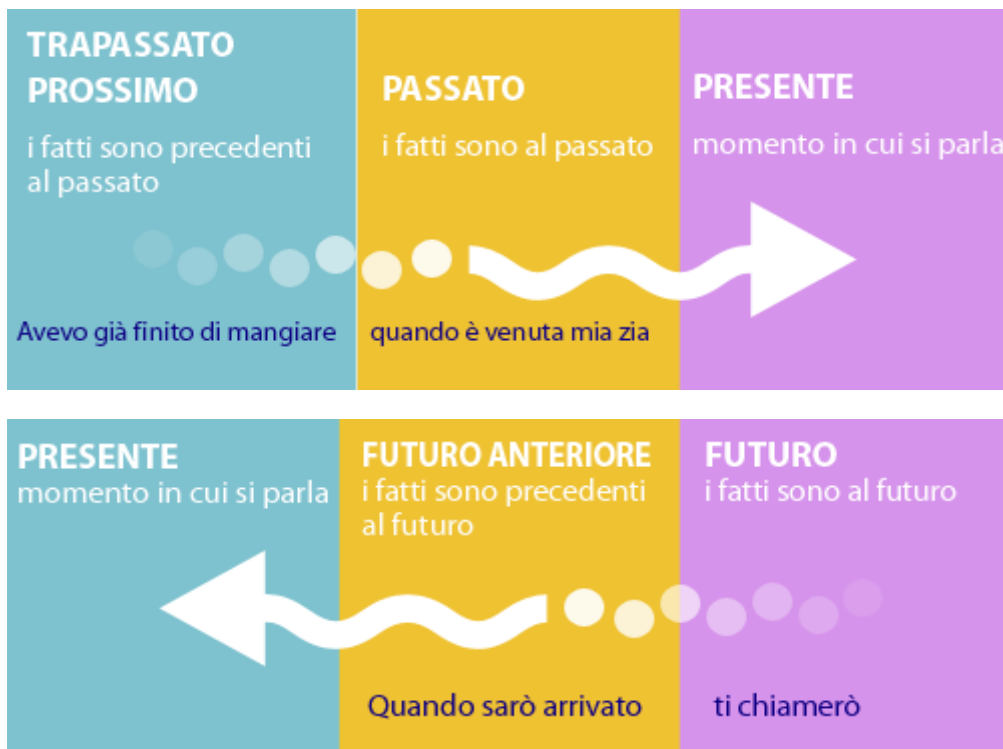 TRAPASSATO
PROSSIMO
i fatti sono precedenti
al passato
Avevo già finito di mangiare
PASSATO
i fatti sono al passato
quando è venuta mia zia
PRESENTE
momento in cui si parla
PRESENTE
momento in cui si parla
FUTURO ANTERIORE
i fatti sono precedenti
al futuro
Quando sarò arrivato
FUTURO
i fatti sono al futuro
ti chiamerò